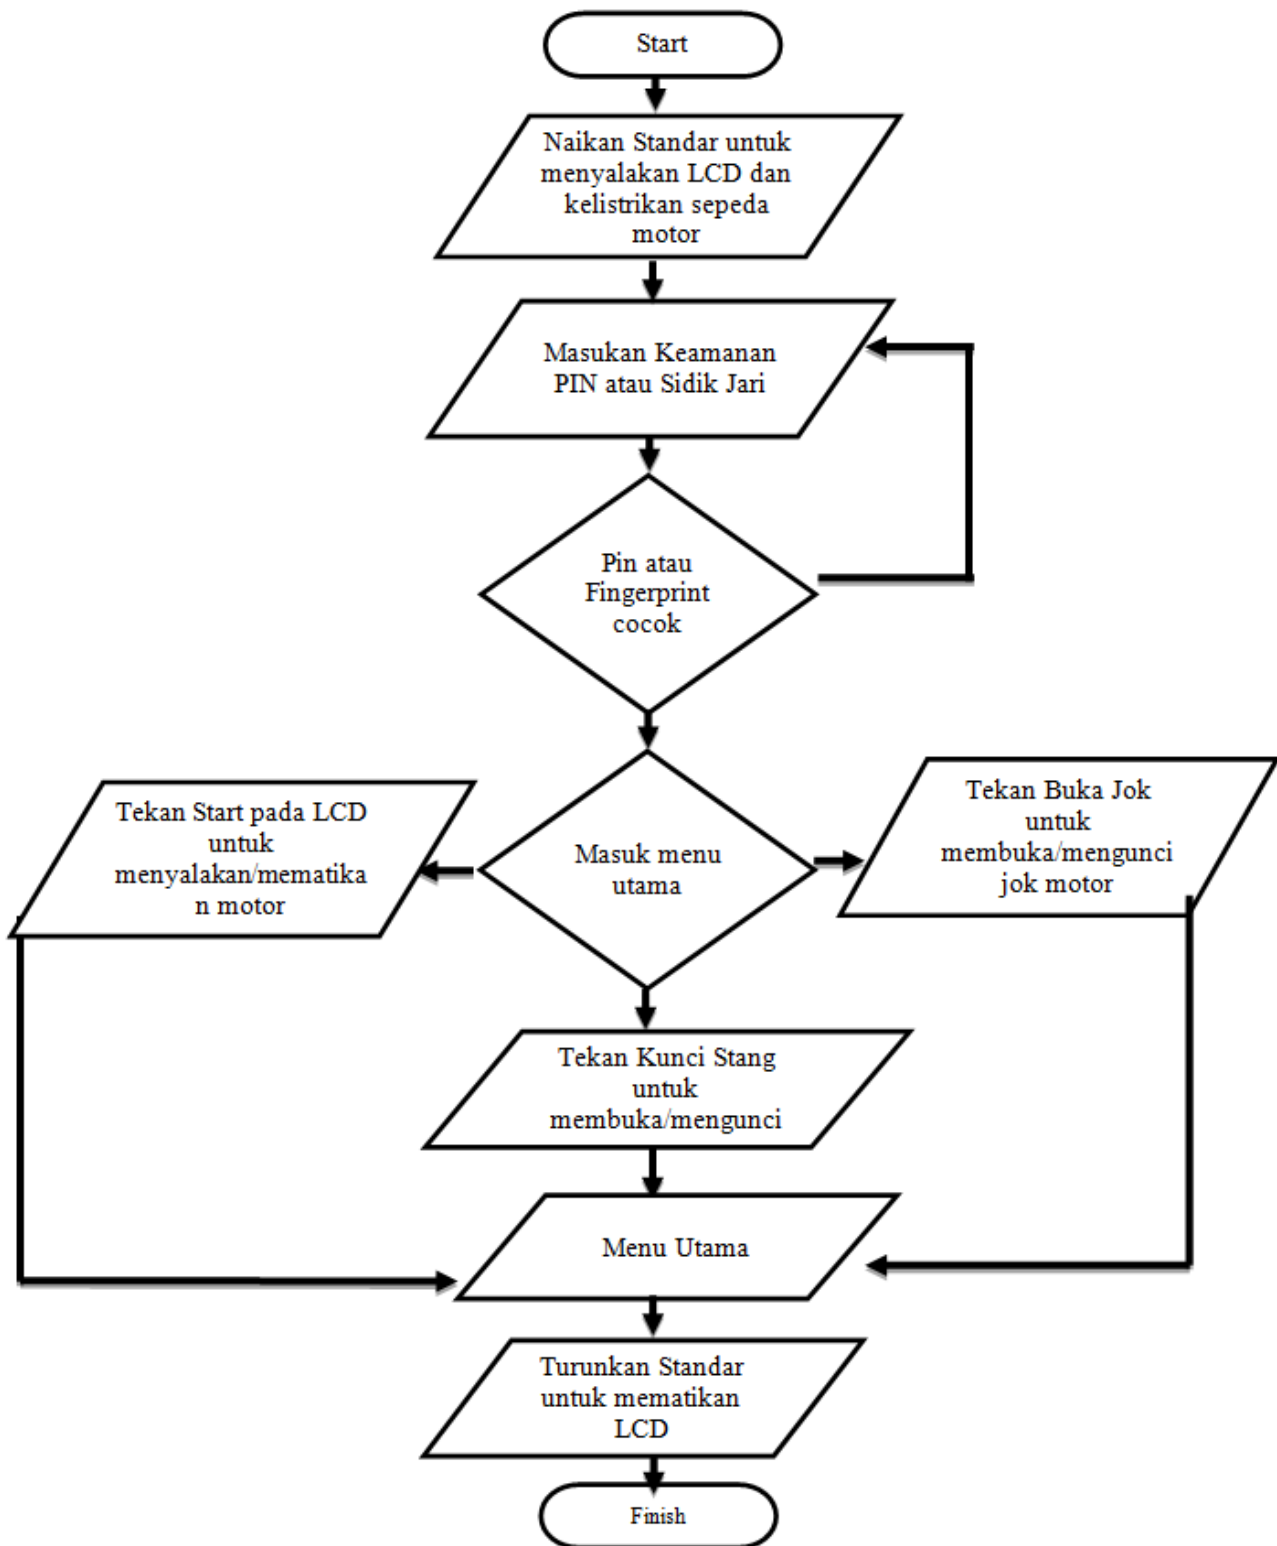 Start
Naikan Standar untuk
menyalakan LCD dan
kelistrikan sepeda
motor
Masukan Keamanan
PIN atau Sidik Jari
Pin atau
Fingerprint
cocok
Masuk menu
utama
Tekan Start pada LCD
untuk
menyalakan/mematika
n motor
Tekan Buka Jok
untuk
membuka/mengunci
jok motor
Tekan Kunci Stang
untuk
membuka/mengunci
Menu Utama
Turunkan Standar
untuk mematikan
LCD
Finish